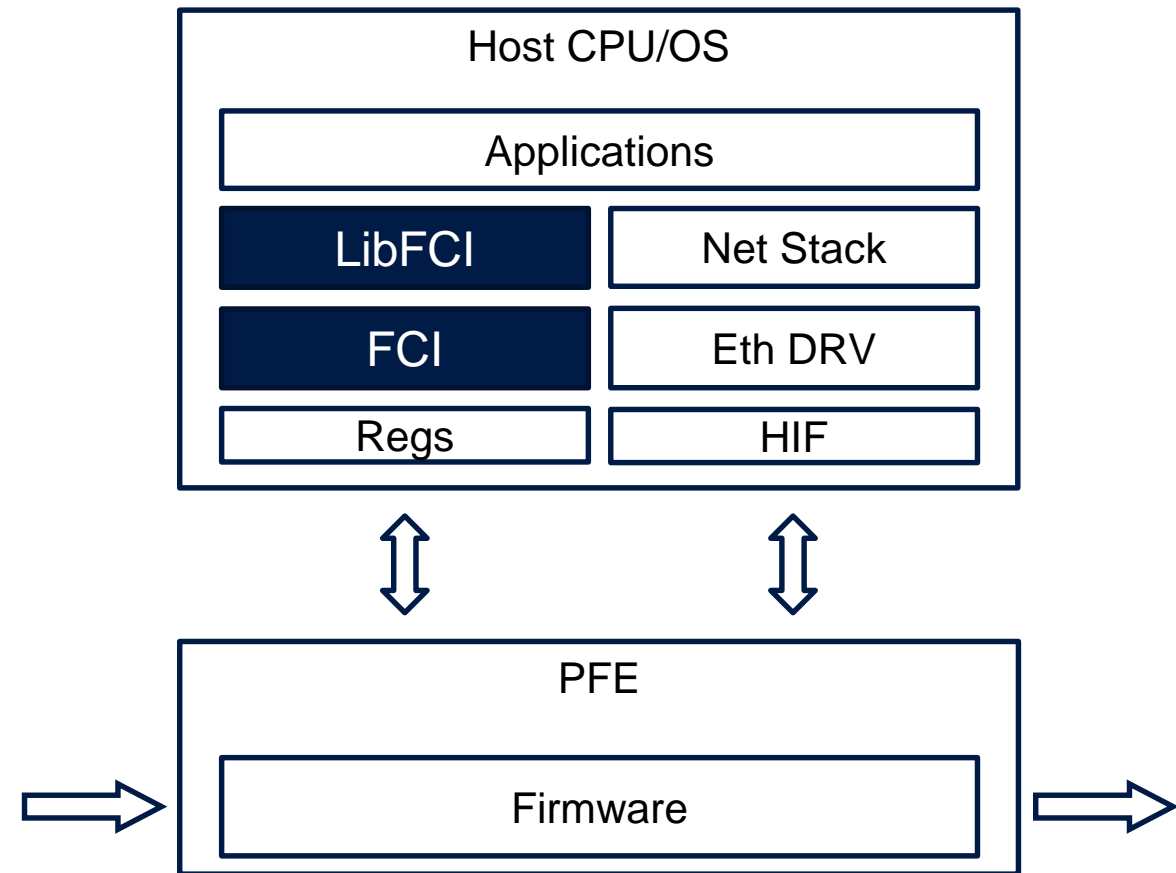 Host CPU/OS
Applications
LibFCI
Net Stack
FCI
Eth DRV
Regs
HIF
PFE
Firmware